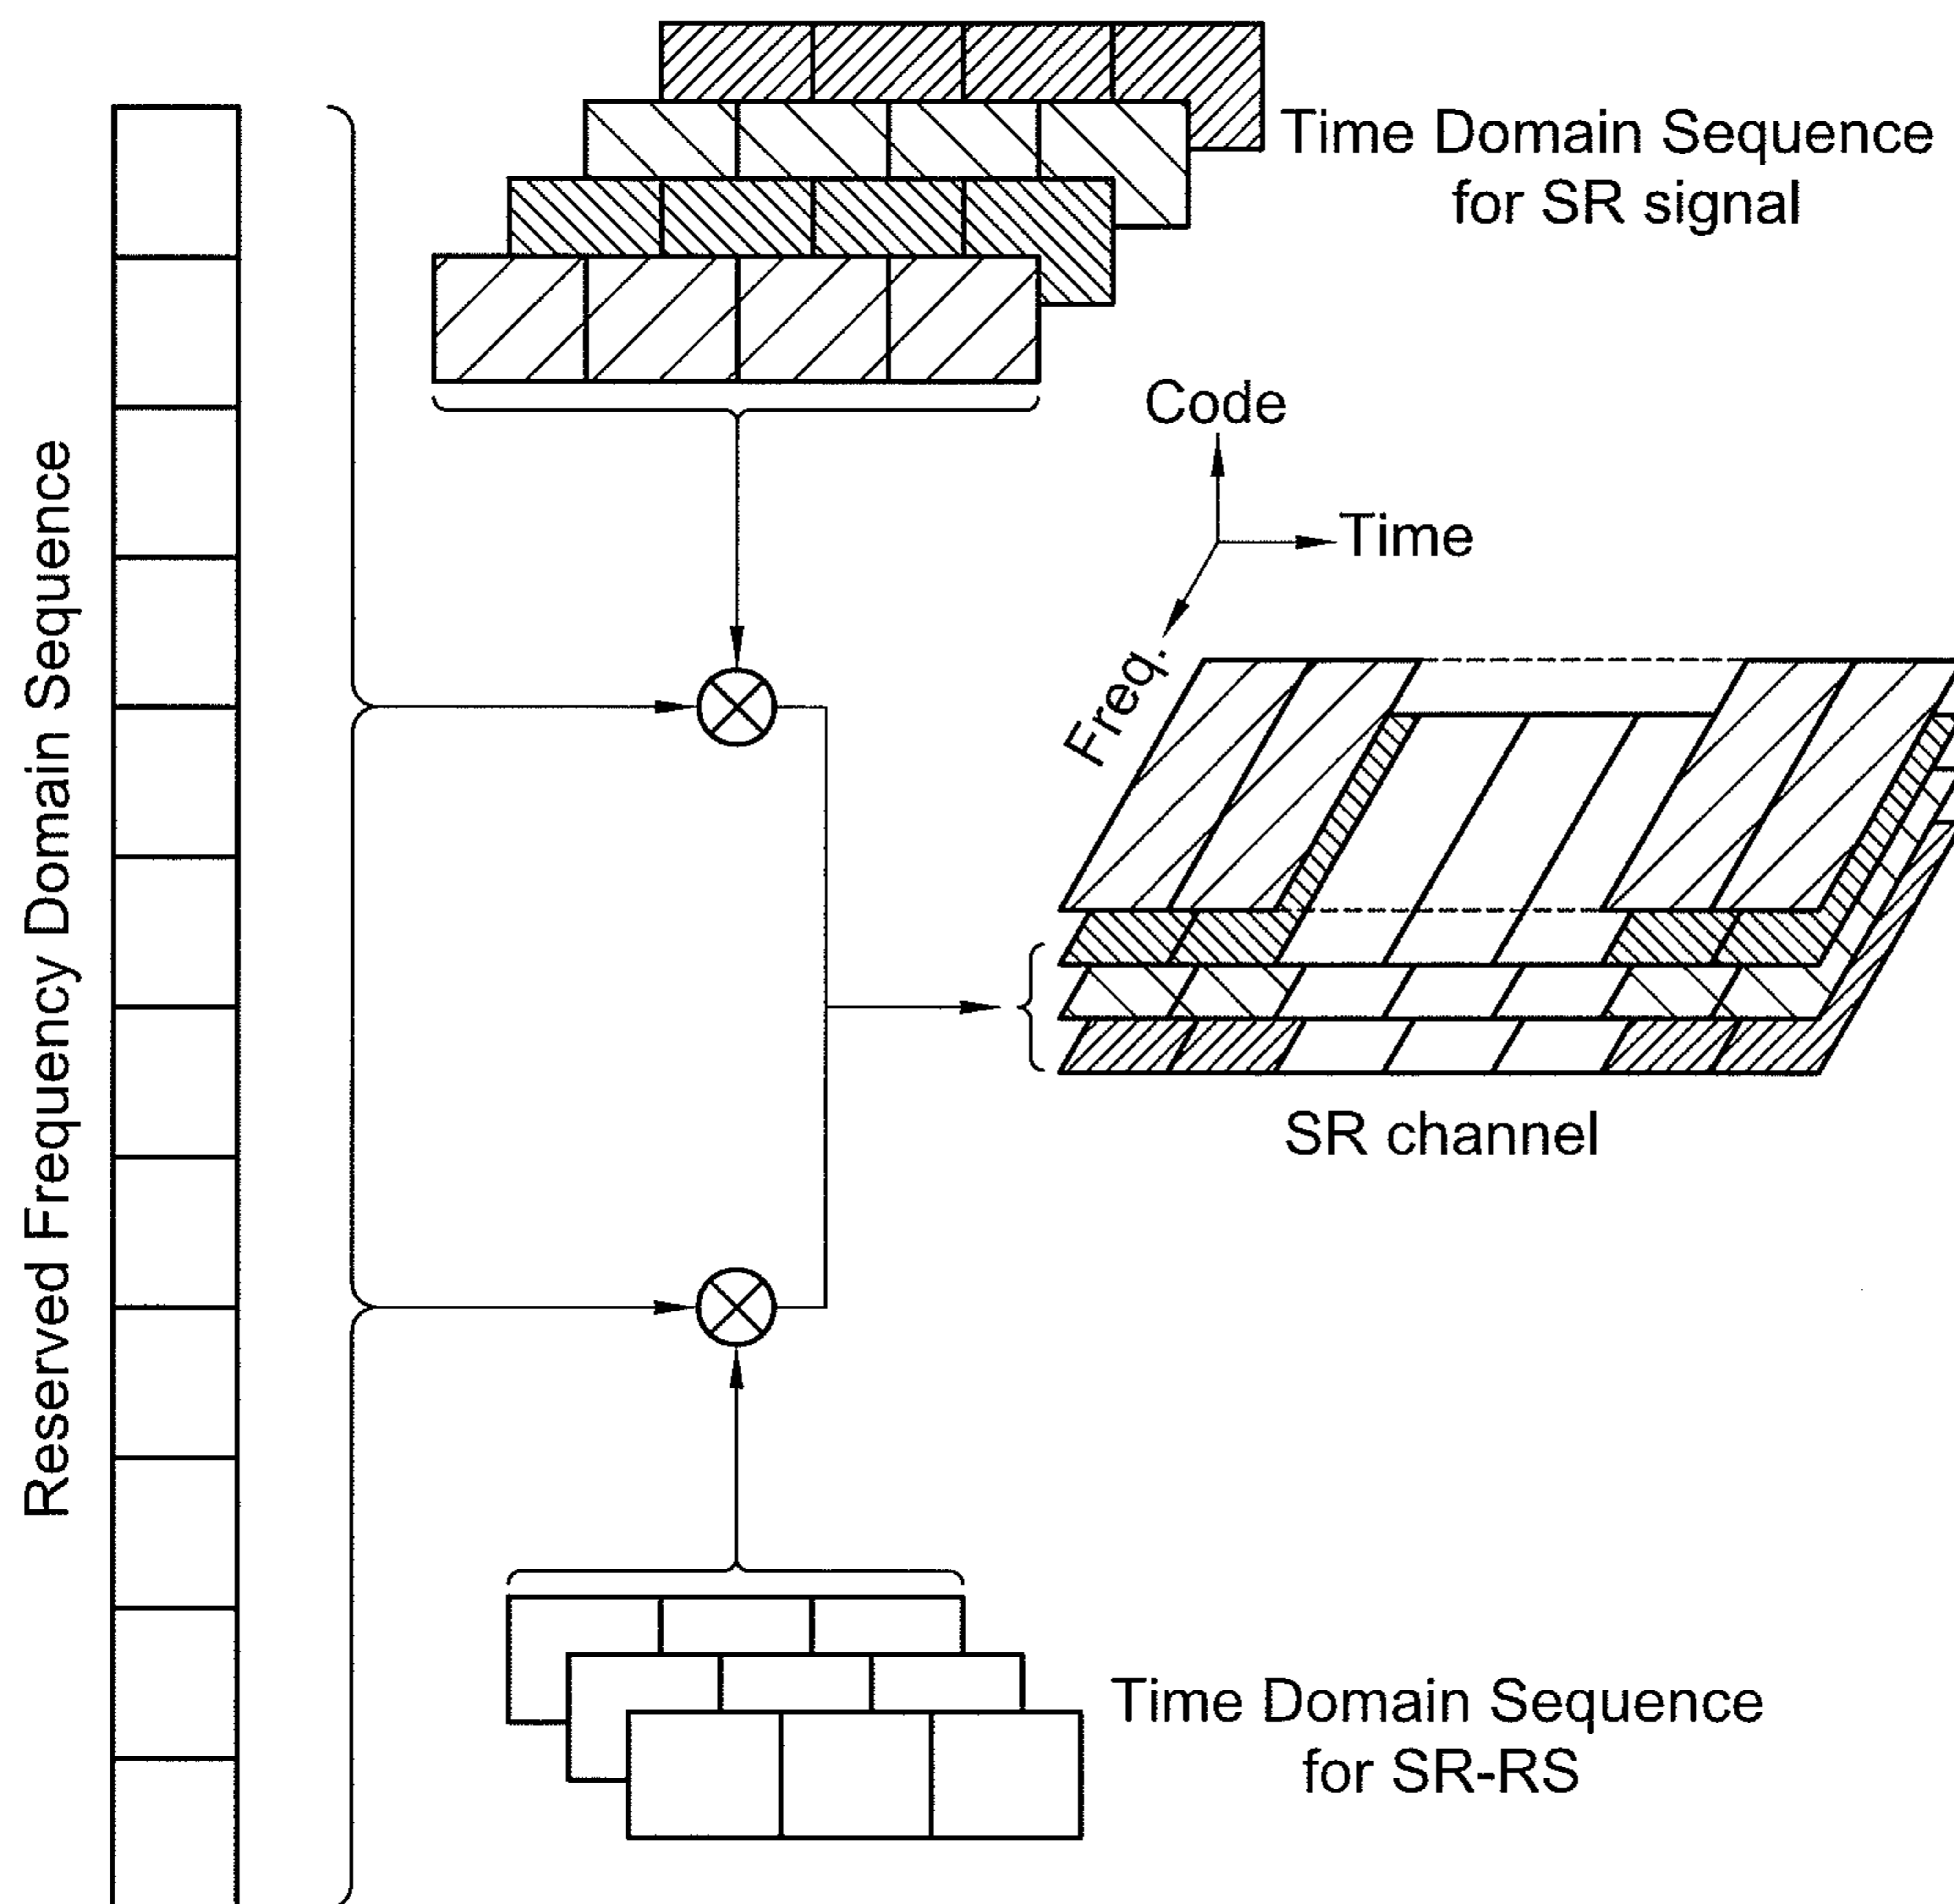 Time Domain Sequence
for SR signal
Reserved Frequency Domain Sequence
Code
Time
Freq.
SR channel
Time Domain Sequence
for SR-RS